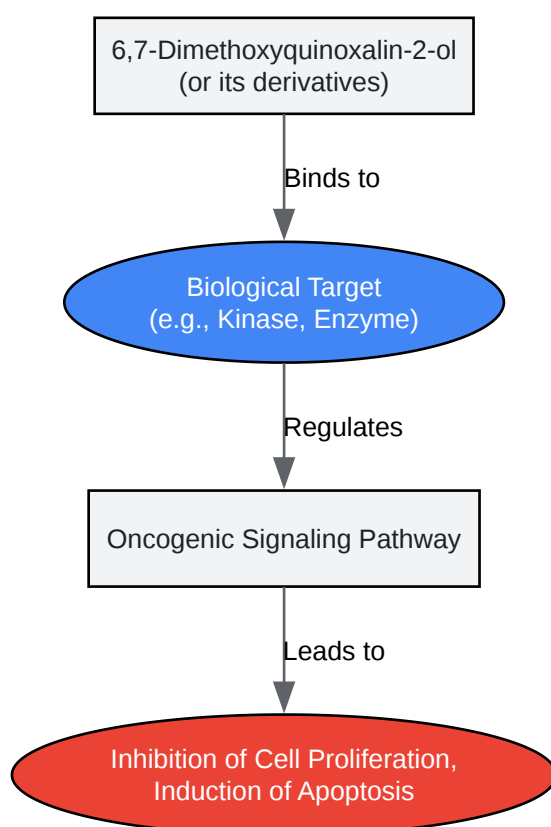 6,7-Dimethoxyquinoxalin-2-ol
(or its derivatives)
Binds to
Biological Target
(e.g., Kinase, Enzyme)
Regulates
Oncogenic Signaling Pathway
Leads to
Inhibition of Cell Proliferation,
Induction of Apoptosis